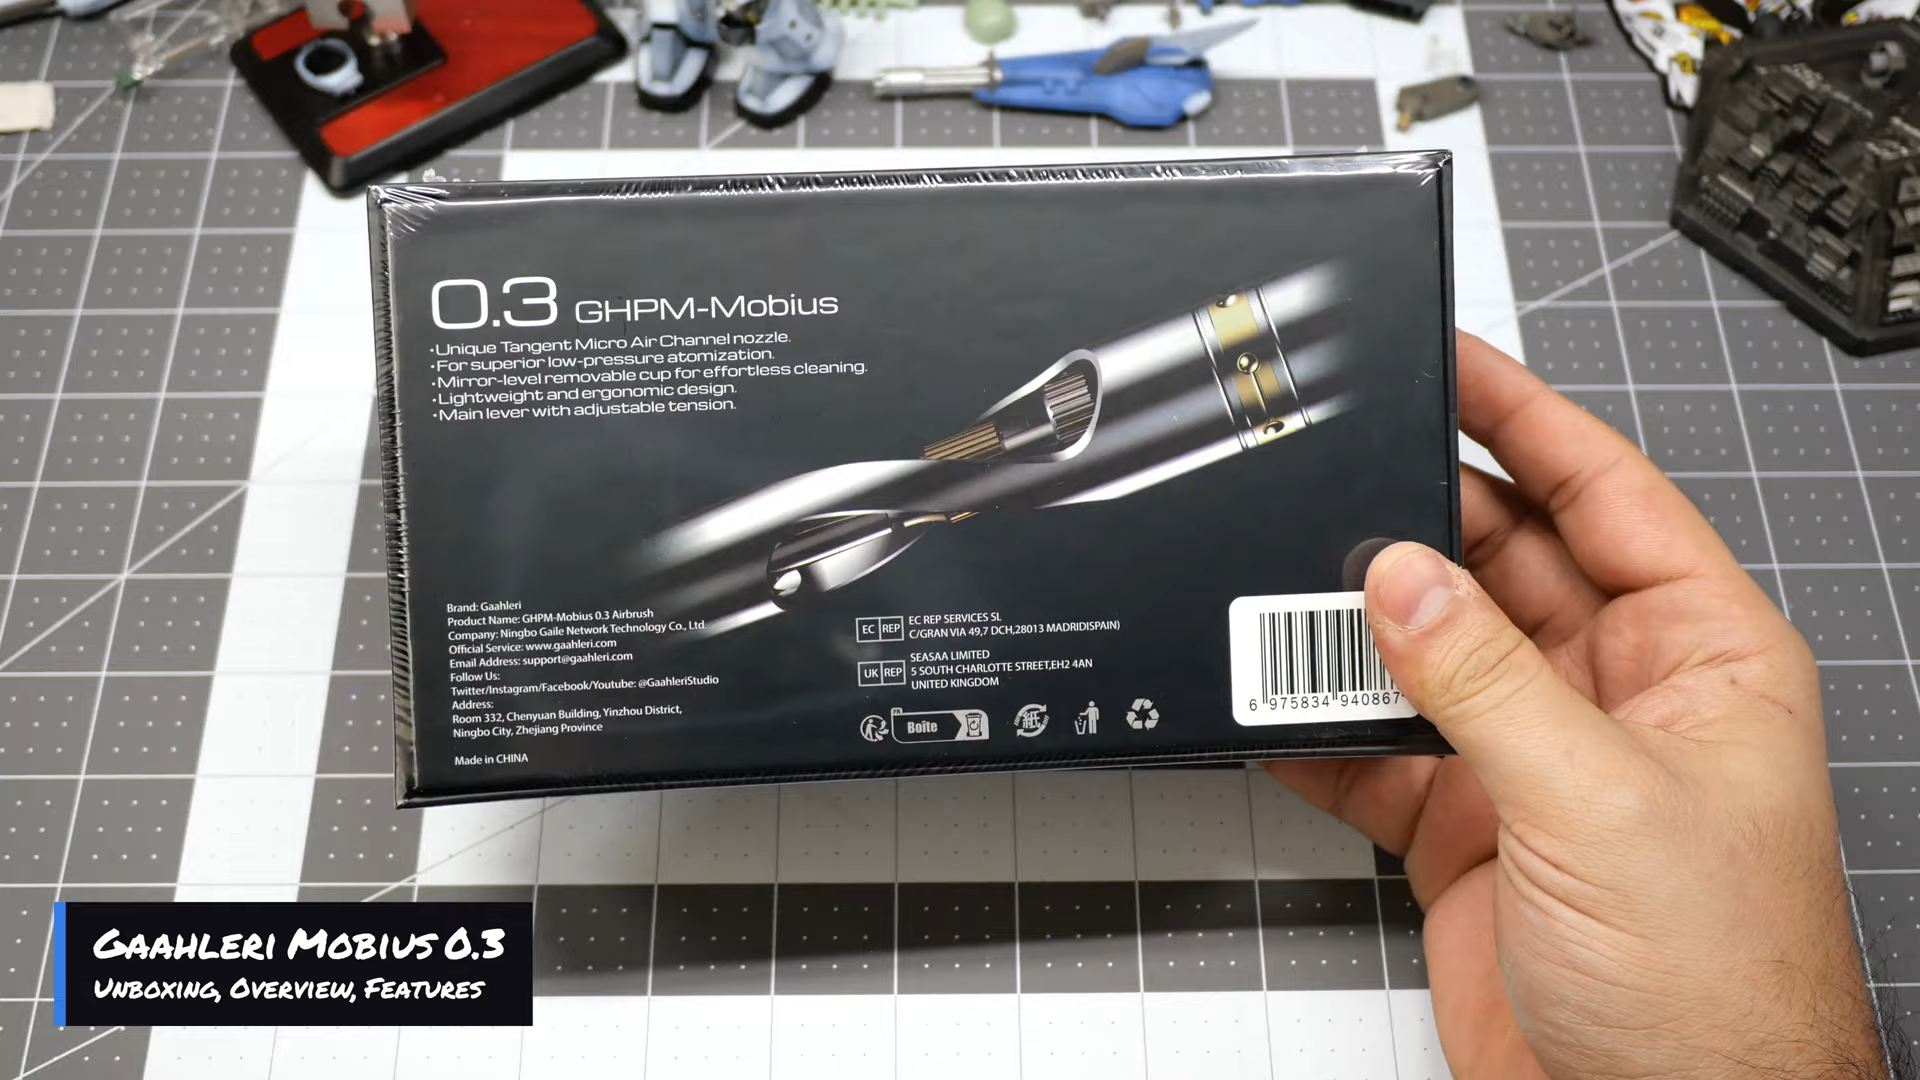 0.3 GHPM-Mobius
•Unique Tangent Micro Air Channel nozzle.
•For superior low-pressure atomization.
•Mirror-level removable cup for effortless cleaning.
•Lightweight and ergonomic design.
•Main lever with adjustable tension.
Brand: Gaahleri
Product Name: GHPM-Mobius 0.3 Airbrush
Company: Ningbo Gaile Network Technology Co., Ltd.
Official Service: www.gaahleri.com
Email Address: support@gaahleri.com
Follow Us:
Twitter/Instagram/Facebook/Youtube: @GaahleriStudio
Address:
Room 332, Chenyuan Building, Yinzhou District,
Ningbo City, Zhejiang Province
Made in CHINA
EC REP
EC REP SERVICES SL
C/GRAN VIA 49,7 DCH,28013 MADRIDISPAIN)
UK REP
SEASAA LIMITED
5 SOUTH CHARLOTTE STREET,EH2 4AN
UNITED KINGDOM
FR
Boîte
紙
6 975834 940867
Gaahleri Mobius 0.3
Unboxing, Overview, Features